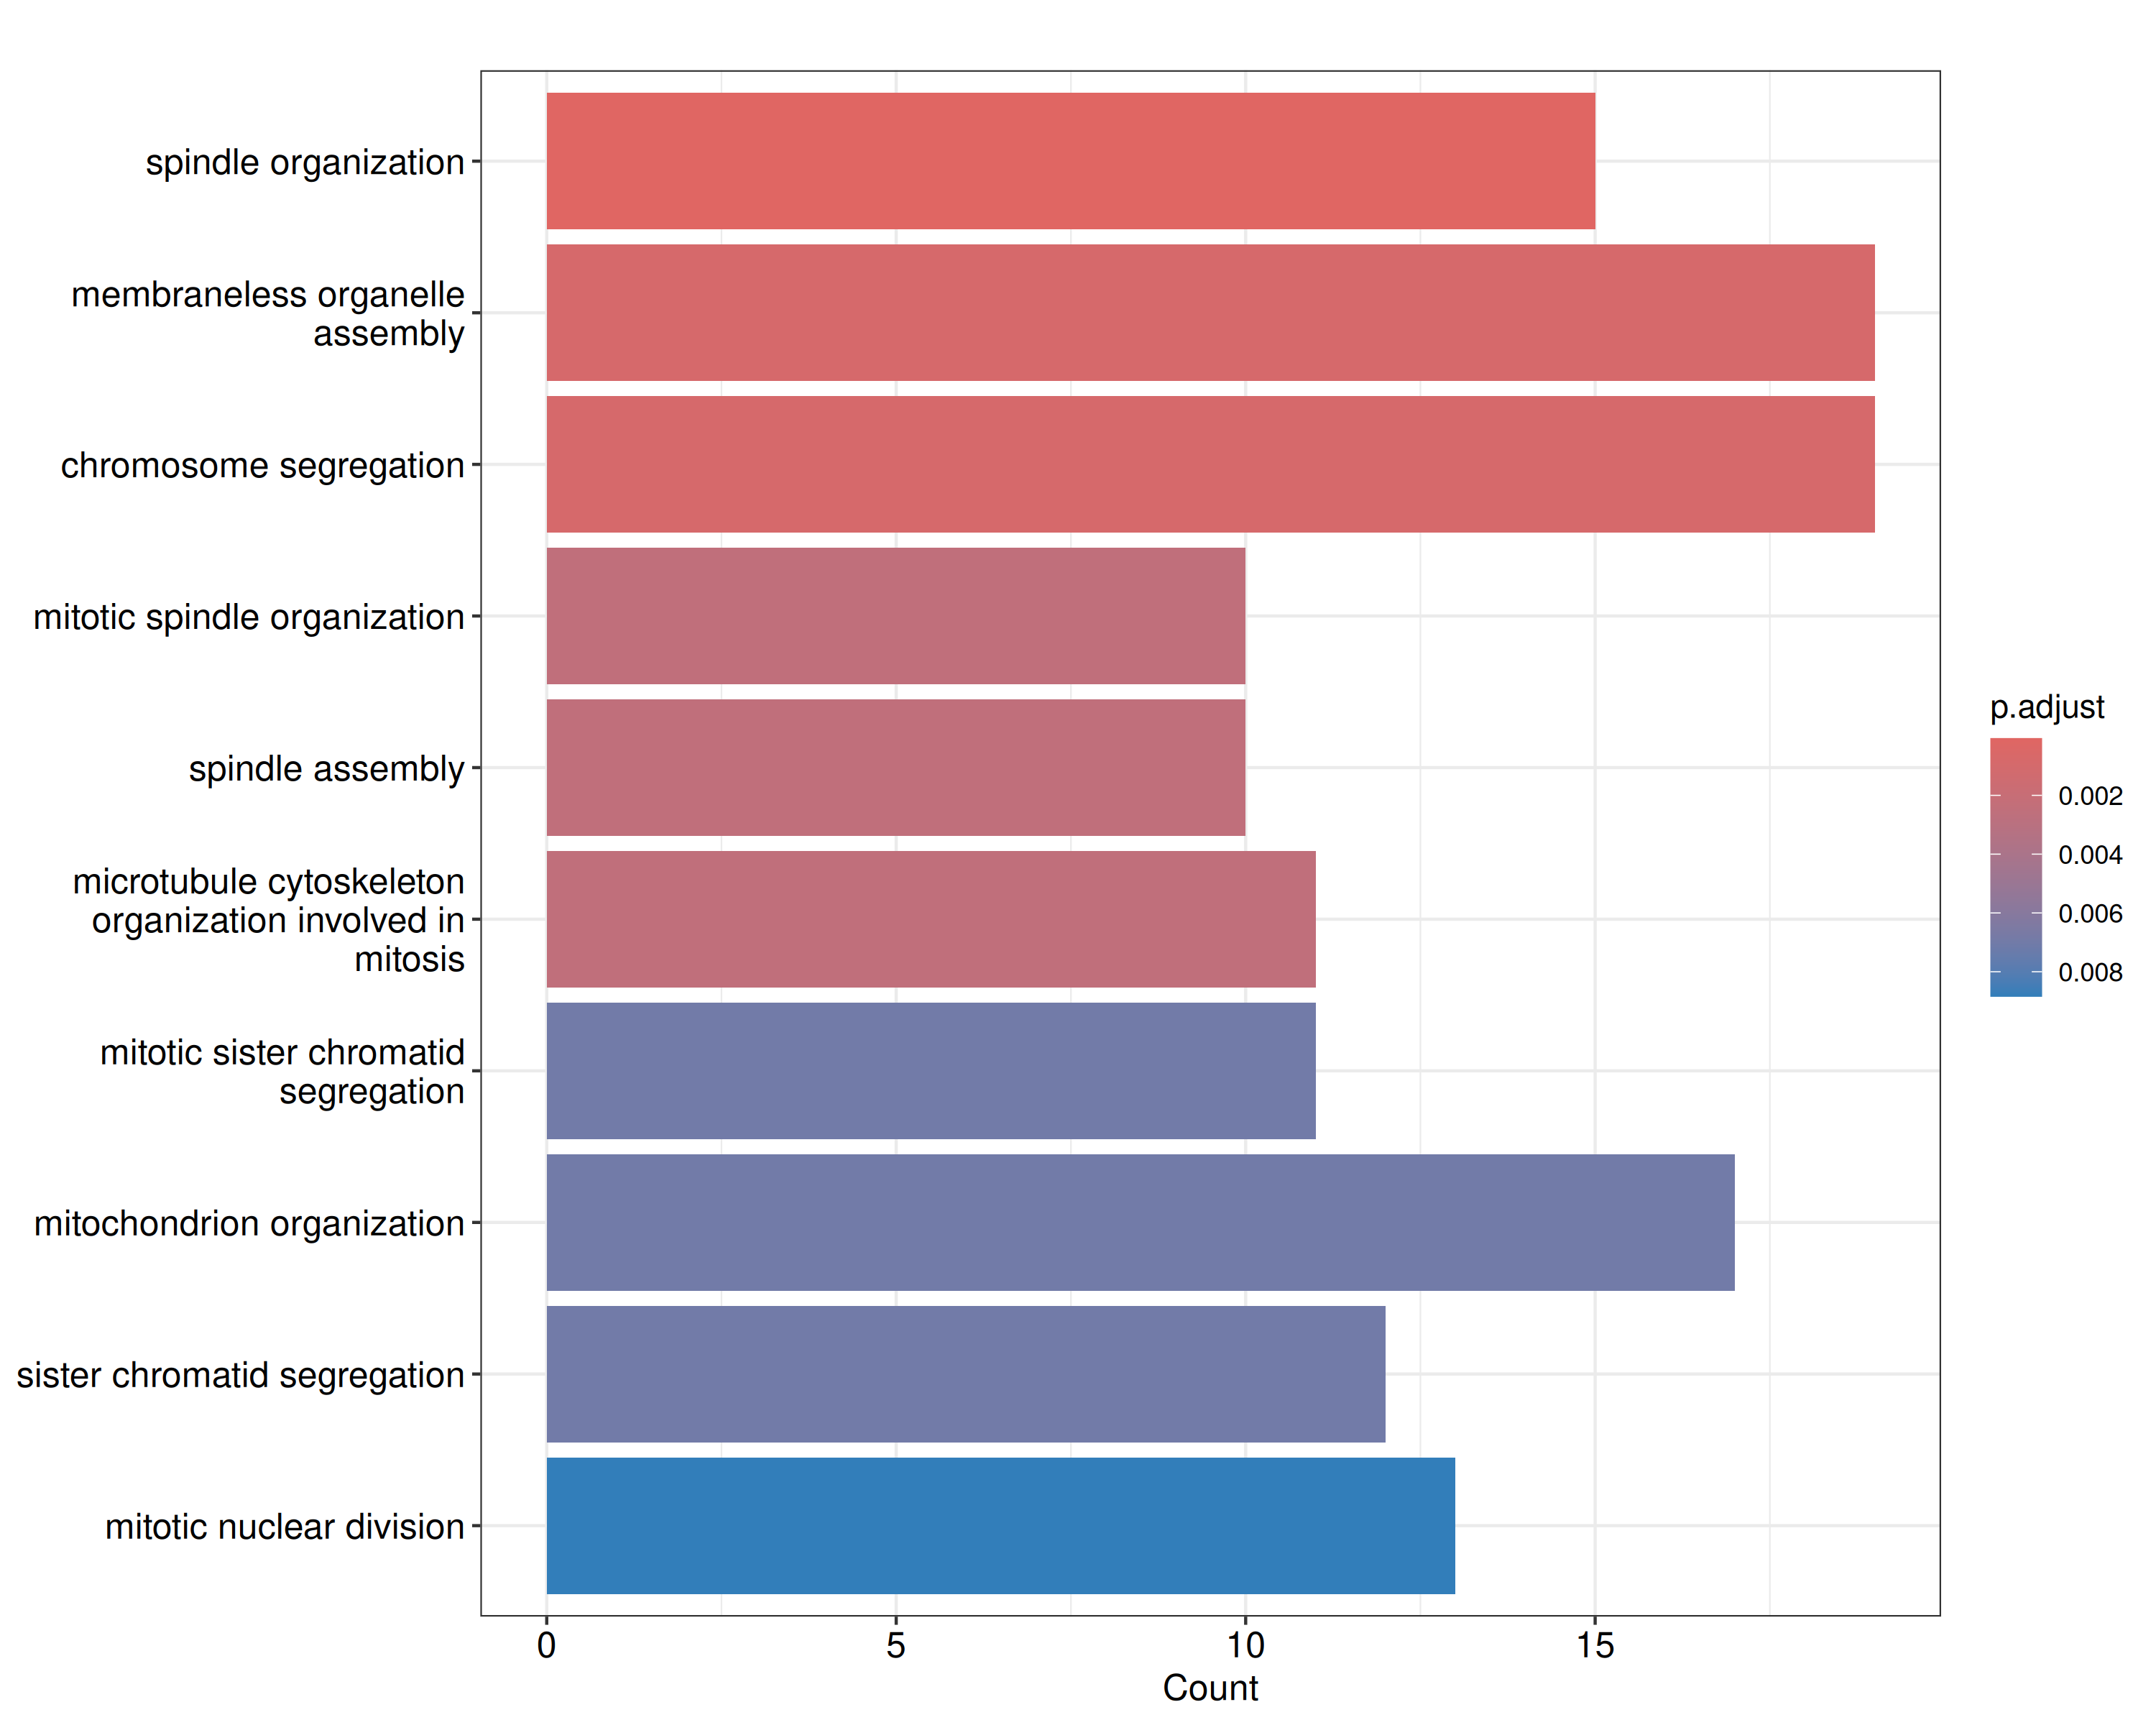 spindle organization
membraneless organelle
assembly
chromosome segregation
mitotic spindle organization
spindle assembly
microtubule cytoskeleton
organization involved in
mitosis
mitotic sister chromatid
segregation
mitochondrion organization
sister chromatid segregation
mitotic nuclear division
0 5 10 15
Count
p.adjust
0.002
0.004
0.006
0.008